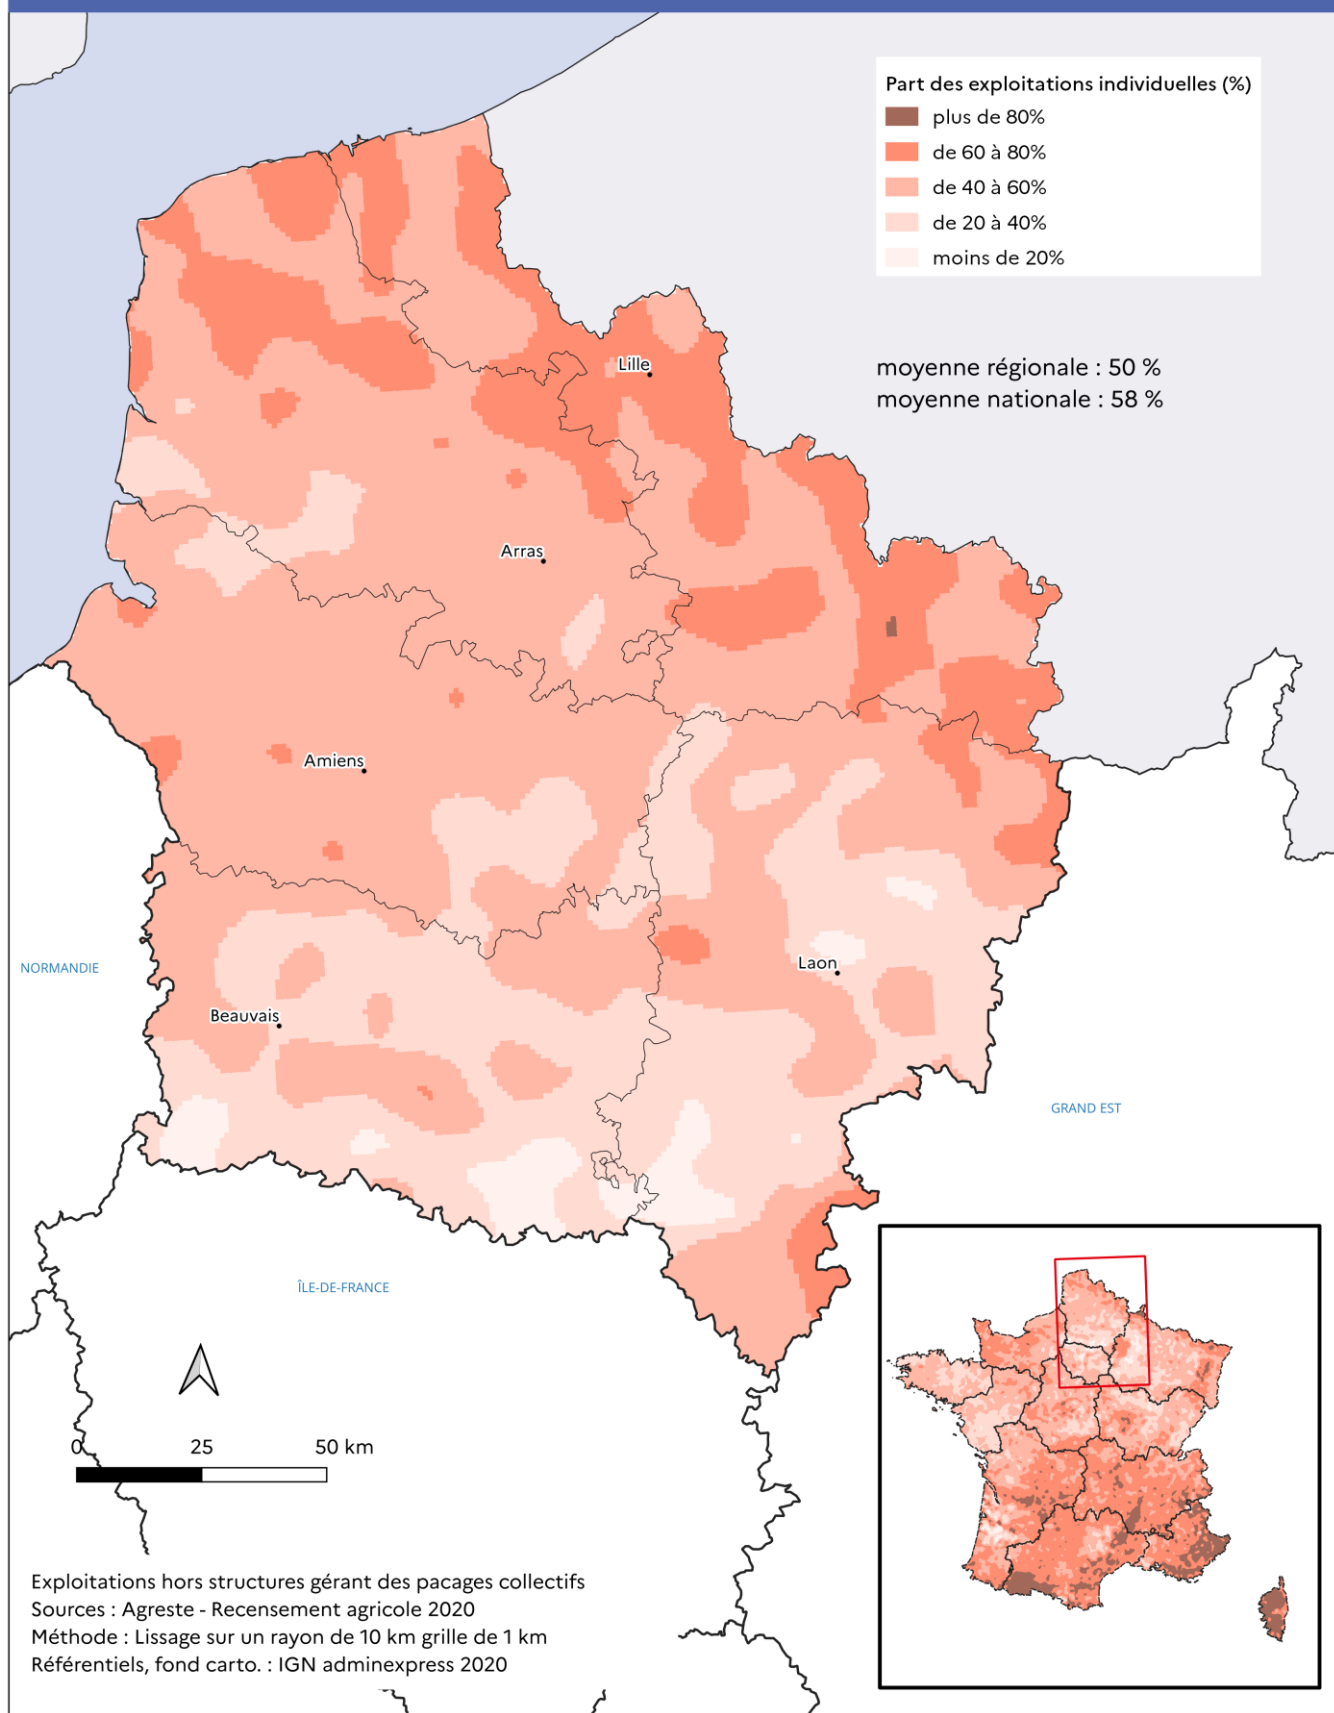 Part des exploitations individuelles (%)
plus de 80%
de 60 à 80%
de 40 à 60%
de 20 à 40%
moins de 20%
moyenne régionale : 50 %
moyenne nationale : 58 %
Lille
Arras
Amiens
Laon
NORMANDIE
Beauvais
GRAND EST
ÎLE-DE-FRANCE
0 25 50 km
Exploitations hors structures gérant des pacages collectifs
Sources : Agreste - Recensement agricole 2020
Méthode : Lissage sur un rayon de 10 km grille de 1 km
Référentiels, fond carto. : IGN adminexpress 2020